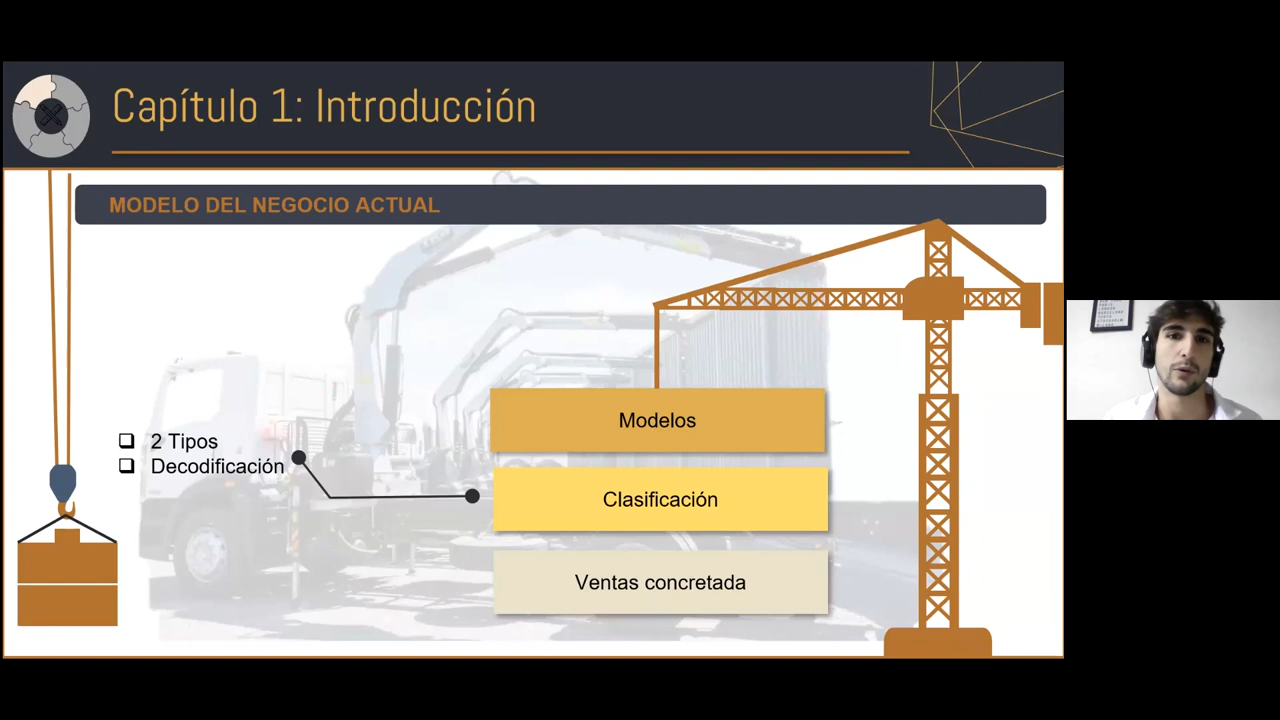 Capítulo 1: Introducción
MODELO DEL NEGOCIO ACTUAL
2 Tipos
Decodificación
Modelos
Clasificación
Ventas concretada